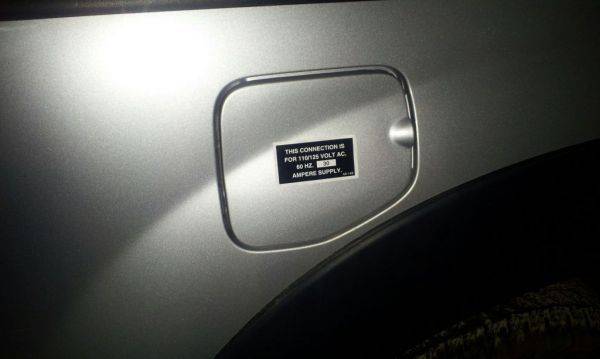 THIS CONNECTION IS
FOR 110/125 VOLT AC,
60 HZ. 30
AMPERE SUPPLY.